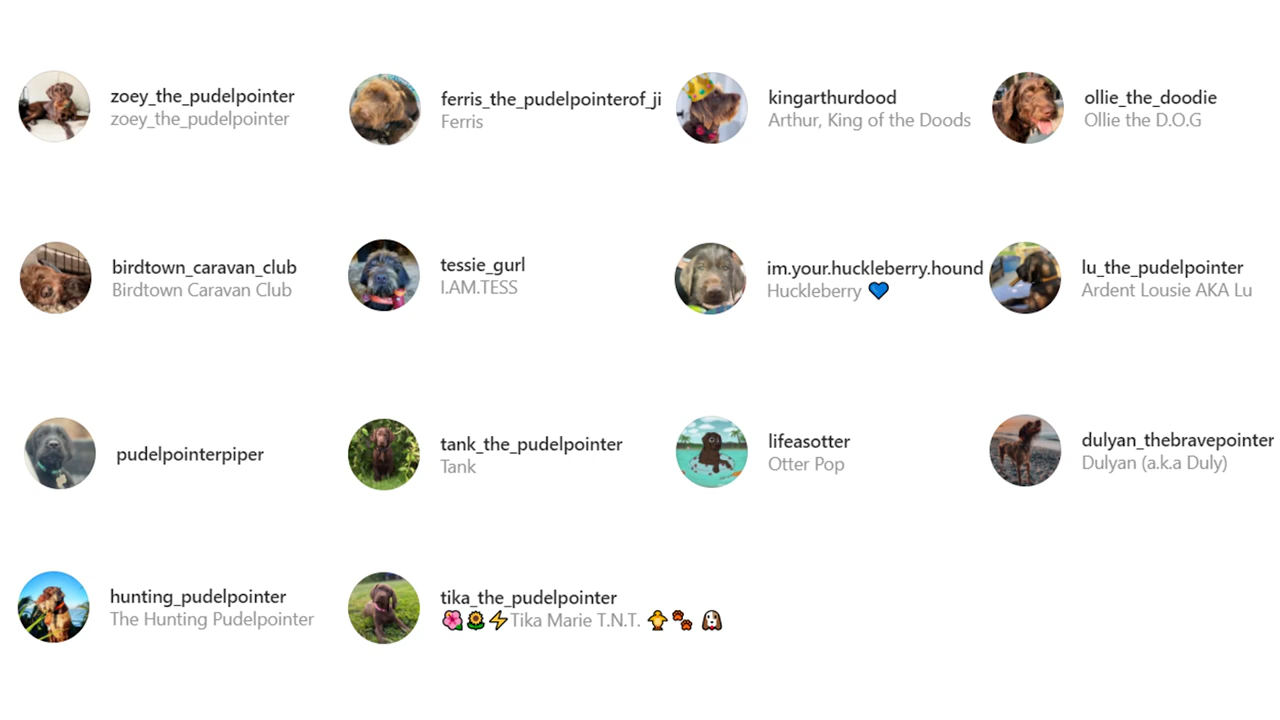 zoey_the_pudelpointer
zoey_the_pudelpointer
ferris_the_pudelpointerof_ji
Ferris
kingarthurdood
Arthur, King of the Doods
ollie_the_doodie
Ollie the D.O.G
birdtown_caravan_club
Birdtown Caravan Club
tessie_gurl
I.AM.TESS
im.your.huckleberry.hound
Huckleberry 💙
lu_the_pudelpointer
Ardent Lousie AKA Lu
pudelpointerpiper
tank_the_pudelpointer
Tank
lifeasotter
Otter Pop
dulyan_thebravepointer
Dulyan (a.k.a Duly)
hunting_pudelpointer
The Hunting Pudelpointer
tika_the_pudelpointer
🌺🌻⚡Tika Marie T.N.T. 🐥🐾 🐶